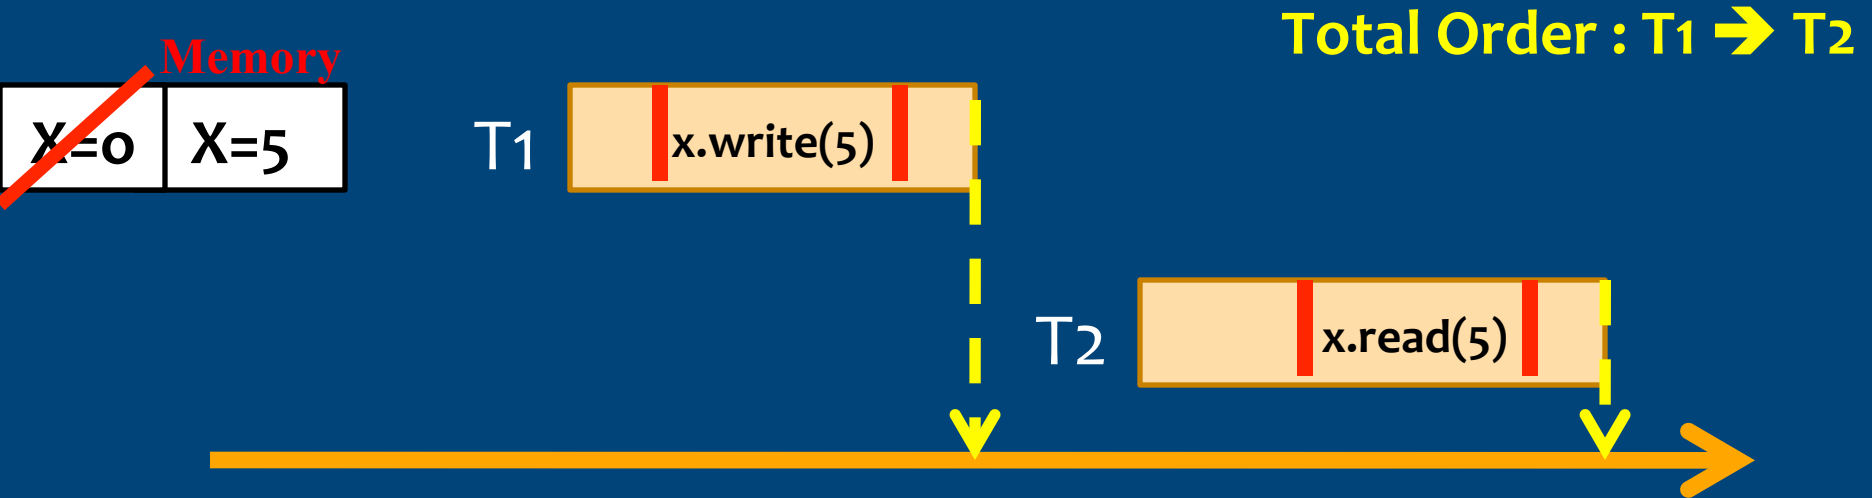 Total Order : T1 ➔ T2
Memory
X=0 X=5
T1 x.write(5)
T2 x.read(5)